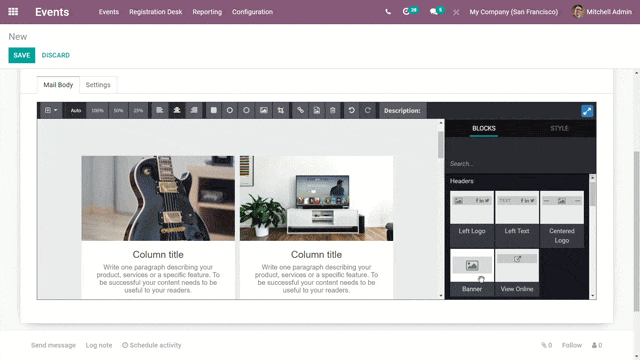 Events Events Registration Desk Reporting Configuration 5 My Company (San Francisco) Mitchell Admin
New
SAVE DISCARD
Mail Body Settings
Auto 100% 50% 25% Description:
BLOCKS STYLE
Search...
Headers
TEXT
Left Logo Left Text Centered Logo
Banner View Online
Column title Column title
Write one paragraph describing your product, services or a specific feature. To be successful your content needs to be useful to your readers.
Write one paragraph describing your product, services or a specific feature. To be successful your content needs to be useful to your readers.
Send message Log note Schedule activity 0 Follow 0